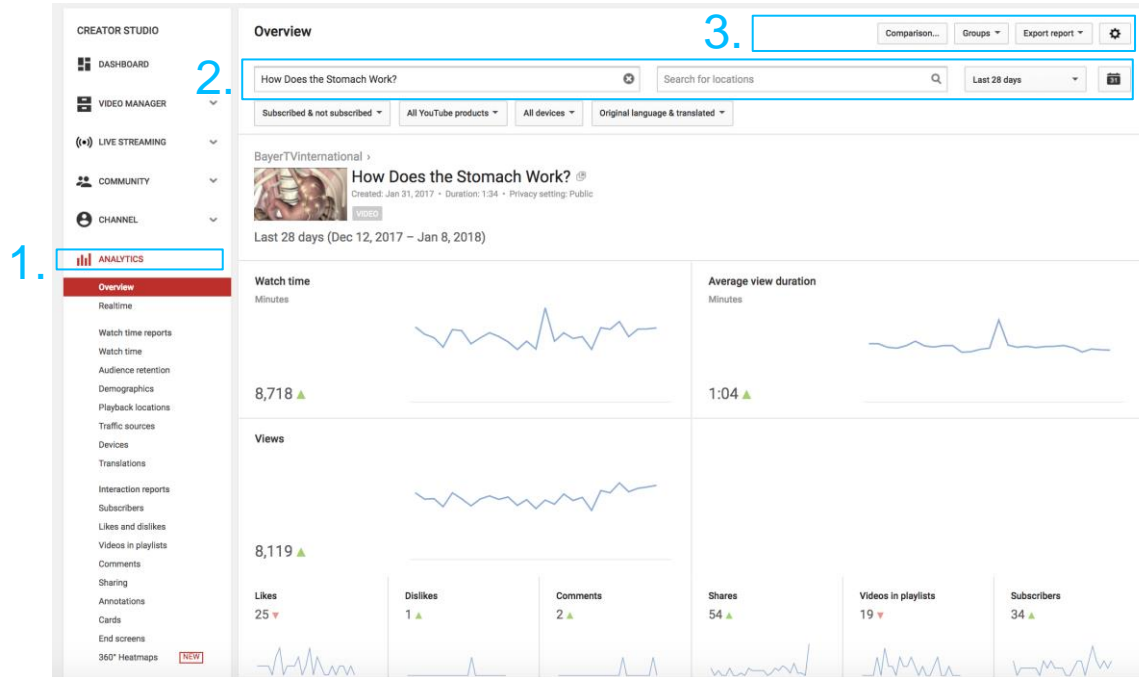 CREATOR STUDIO
DASHBOARD
VIDEO MANAGER
LIVE STREAMING
COMMUNITY
CHANNEL
1.
ANALYTICS
Overview
Realtime
Watch time reports
Watch time
Audience retention
Demographics
Playback locations
Traffic sources
Devices
Translations
Interaction reports
Subscribers
Likes and dislikes
Videos in playlists
Comments
Sharing
Annotations
Cards
End screens
360° Heatmaps NEW
Overview
3.
Comparison... Groups Export report
2.
How Does the Stomach Work? Search for locations Last 28 days 31
Subscribed & not subscribed All YouTube products All devices Original language & translated
BayerTVinternational ›
How Does the Stomach Work?
Created: Jan 31, 2017 • Duration: 1:34 • Privacy setting: Public
VIDEO
Last 28 days (Dec 12, 2017 – Jan 8, 2018)
Watch time
Minutes
8,718
Average view duration
Minutes
1:04
Views
8,119
Likes Dislikes Comments Shares Videos in playlists Subscribers
25 1 2 54 19 34